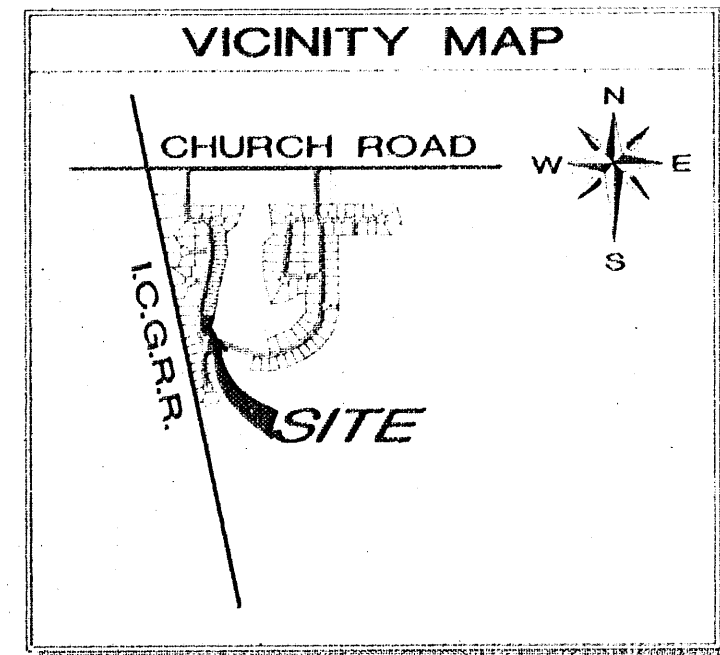 VICINITY MAP
N
CHURCH ROAD
W E
S
I.C.G.R.R.
SITE